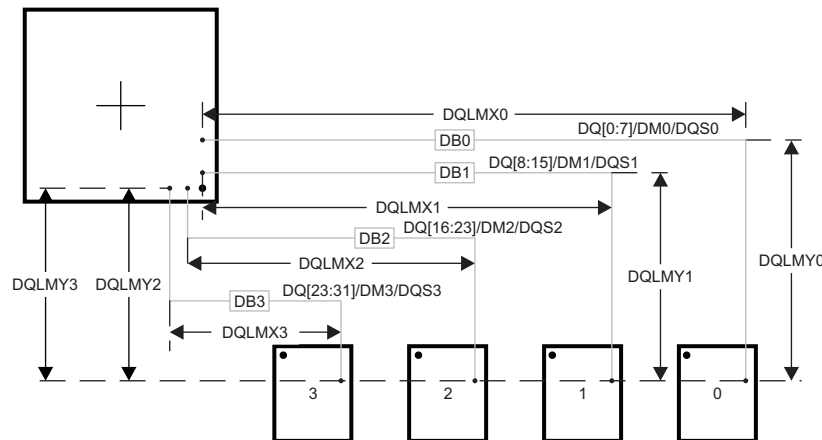 DQLMX0
DQ[0:7]/DM0/DQS0
DB0
DQ[8:15]/DM1/DQS1
DB1
DQLMX1
DQ[16:23]/DM2/DQS2
DB2
DQLMX2
DQLMY0
DQLMY3
DQLMY2
DQLMY1
DQ[23:31]/DM3/DQS3
DB3
DQLMX3
3
2
1
0